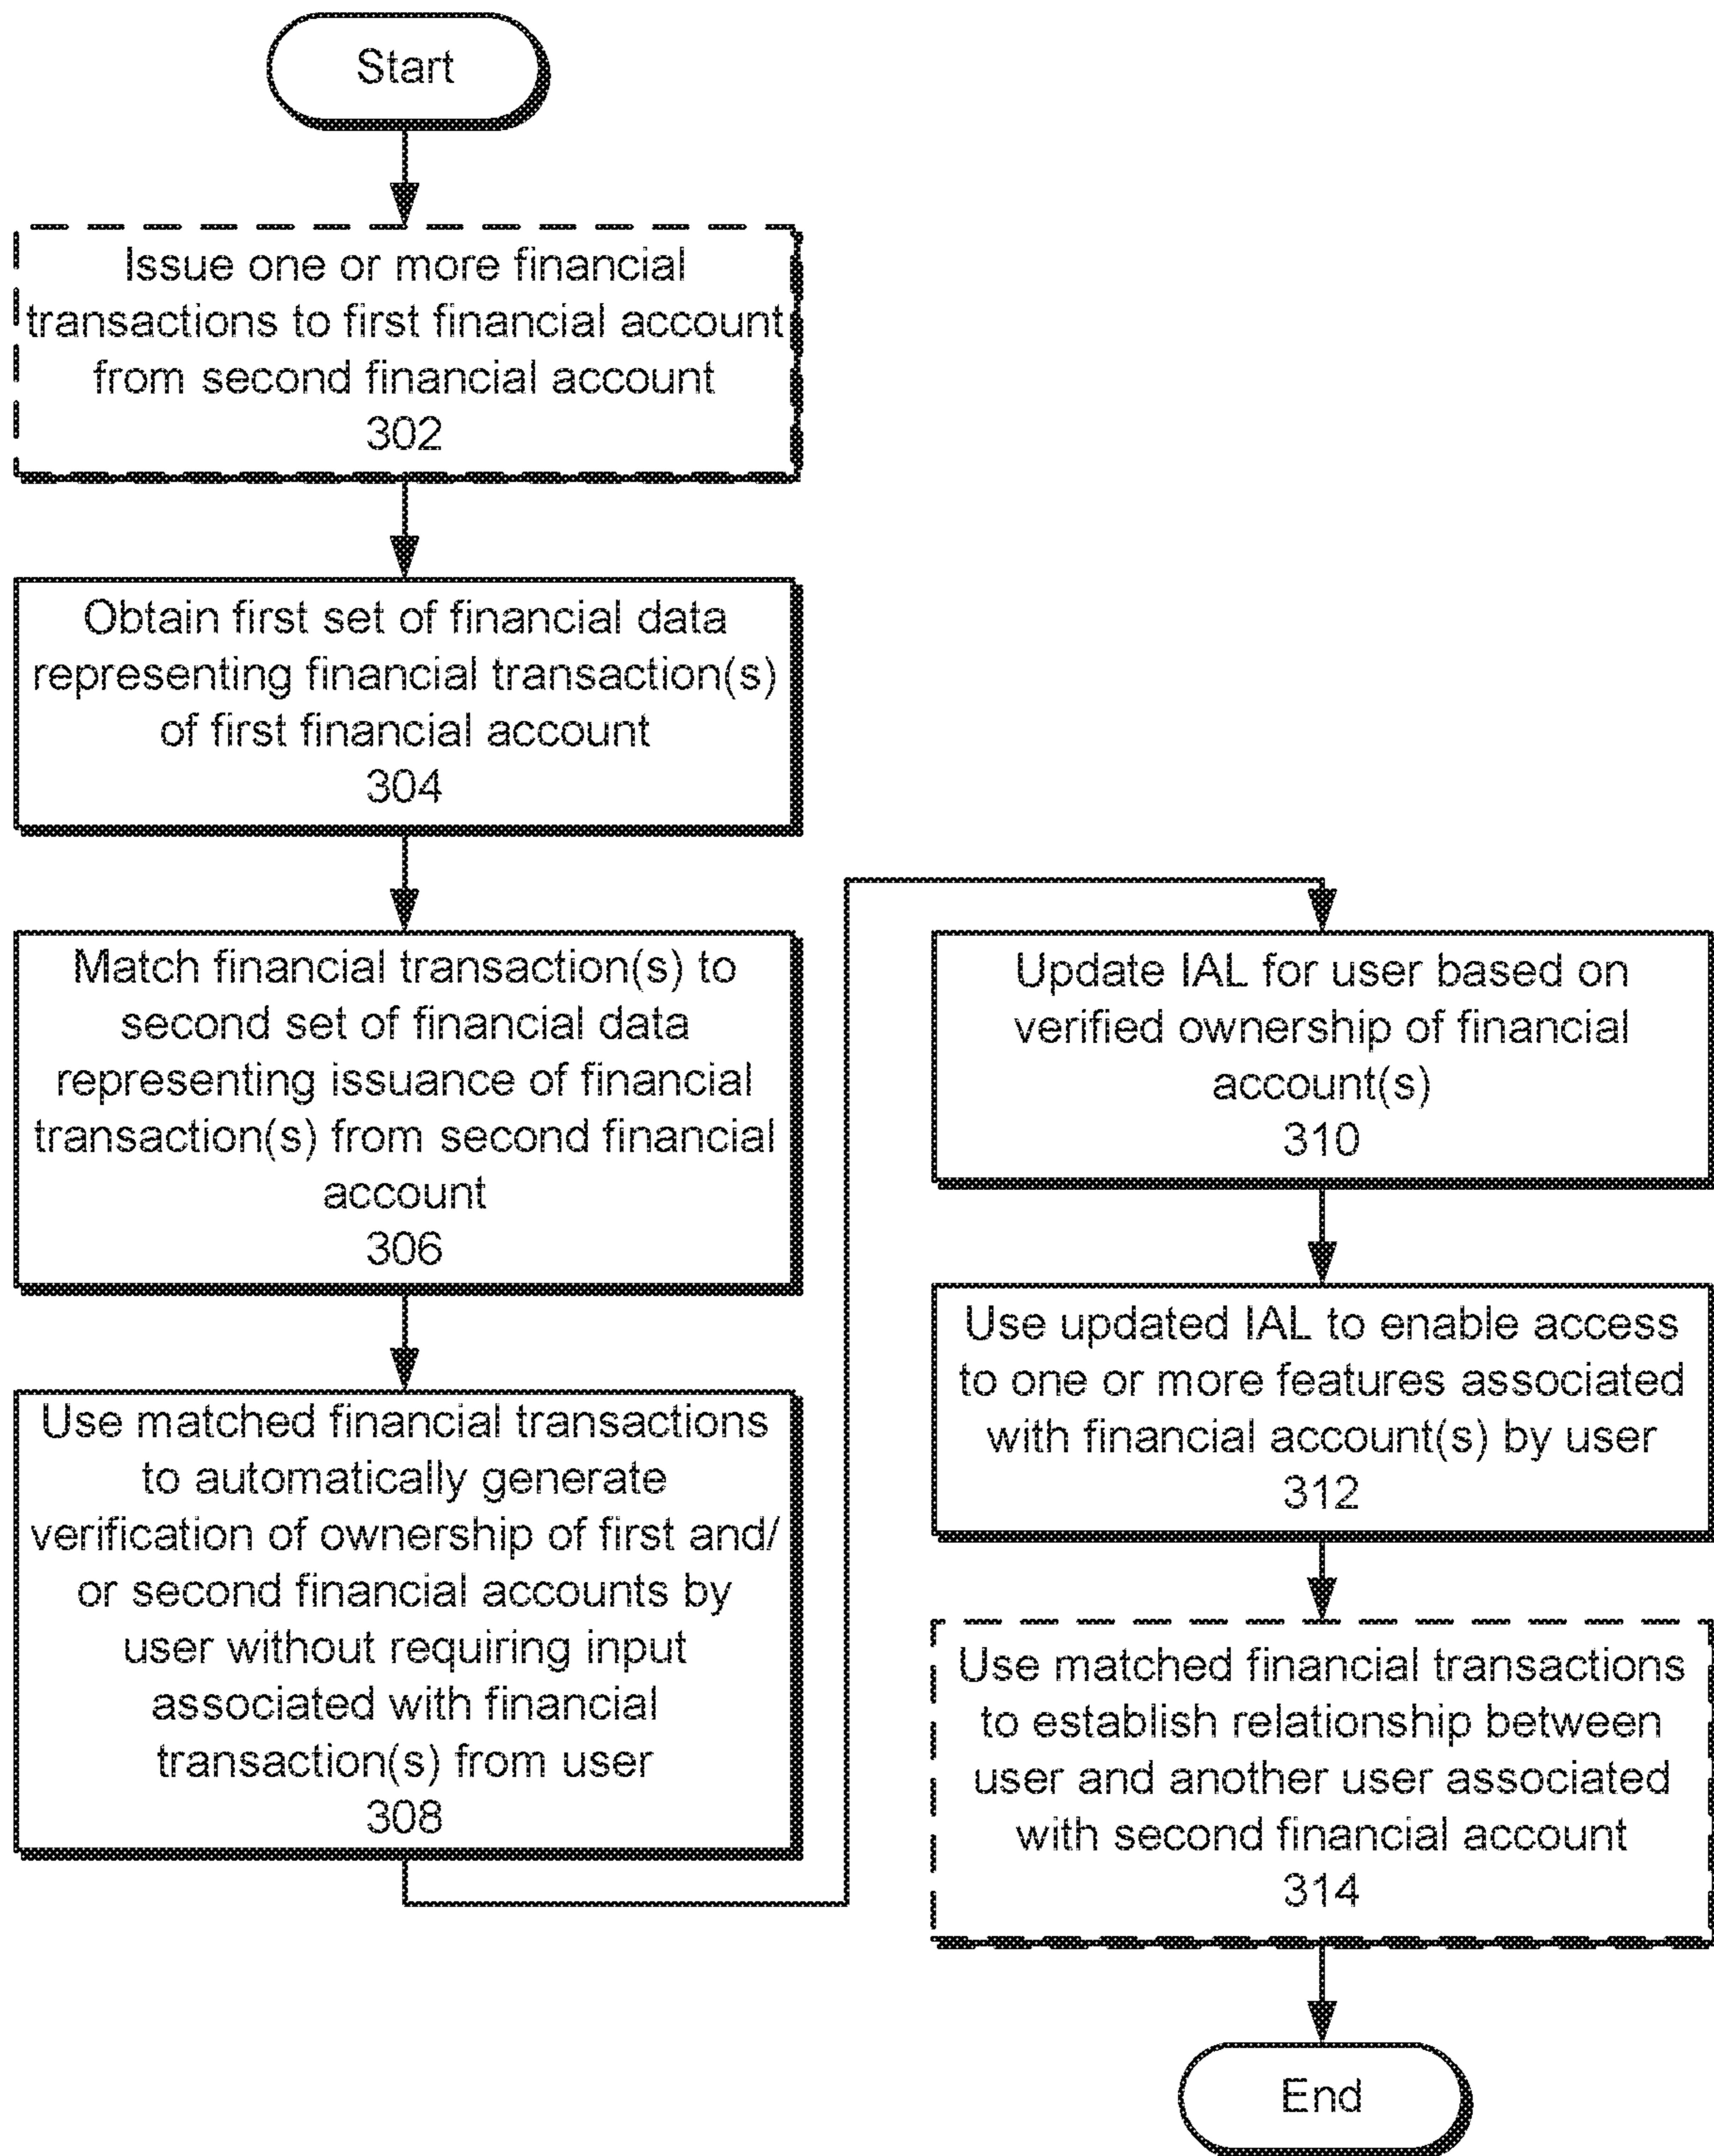 Start
Issue one or more financial
transactions to first financial account
from second financial account
302
Obtain first set of financial data
representing financial transaction(s)
of first financial account
304
Match financial transaction(s) to
second set of financial data
representing issuance of financial
transaction(s) from second financial
account
306
Use matched financial transactions
to automatically generate
verification of ownership of first and/
or second financial accounts by
user without requiring input
associated with financial
transaction(s) from user
308
Update IAL for user based on
verified ownership of financial
account(s)
310
Use updated IAL to enable access
to one or more features associated
with financial account(s) by user
312
Use matched financial transactions
to establish relationship between
user and another user associated
with second financial account
314
End